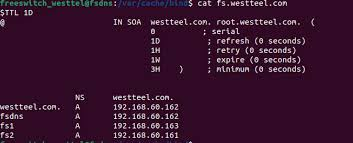 freeswitch_westtel@fsdns:/var/cache/bind$ cat fs.westteel.com
$TTL 1D
@ IN SOA westteel.com. root.westteel.com. (
0 ; serial
1D ; refresh (0 seconds)
1H ; retry (0 seconds)
1W ; expire (0 seconds)
3H ) ; minimum (0 seconds)
NS westteel.com.
westteel.com. A 192.168.60.162
fsdns A 192.168.60.162
fs1 A 192.168.60.163
fs2 A 192.168.60.161